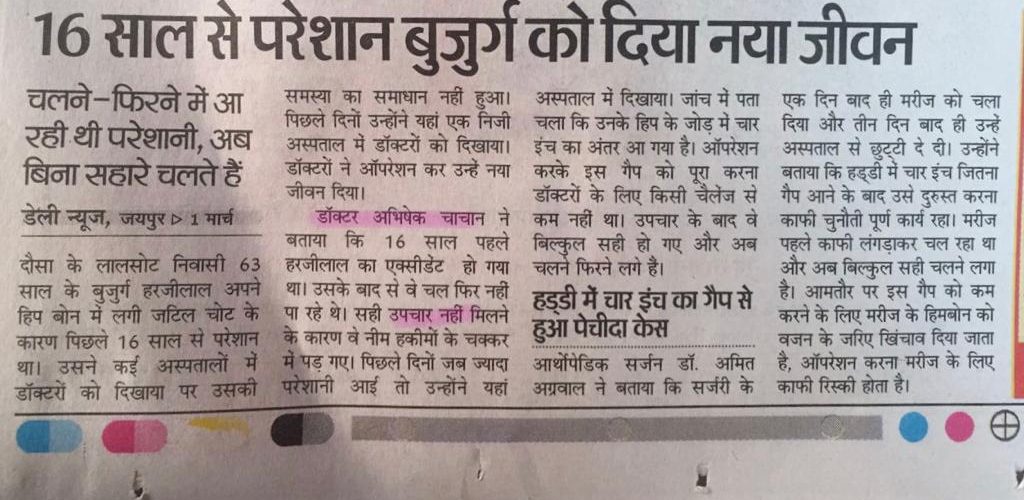 16 साल से परेशान बुजुर्ग को दिया नया जीवन
चलने-फिरने में आ
रही थी परेशानी, अब
बिना सहारे चलते हैं
डेली न्यूज, जयपुर ▷ 1 मार्च
दौसा के लालसोट निवासी 63
साल के बुजुर्ग हरजीलाल अपने
हिप बोन में लगी जटिल चोट के
कारण पिछले 16 साल से परेशान
था। उसने कई अस्पतालों में
डॉक्टरों को दिखाया पर उसकी
समस्या का समाधान नहीं हुआ।
पिछले दिनों उन्होंने यहां एक निजी
अस्पताल में डॉक्टरों को दिखाया।
डॉक्टरों ने ऑपरेशन कर उन्हें नया
जीवन दिया।
डॉक्टर अभिषेक चाचान ने
बताया कि 16 साल पहले
हरजीलाल का एक्सीडेंट हो गया
था। उसके बाद से वे चल फिर नहीं
पा रहे थे। सही उपचार नहीं मिलने
के कारण वे नीम हकीमों के चक्कर
में पड़ गए। पिछले दिनों जब ज्यादा
परेशानी आई तो उन्होंने यहां
अस्पताल में दिखाया। जांच में पता
चला कि उनके हिप के जोड़ में चार
इंच का अंतर आ गया है। ऑपरेशन
करके इस गैप को पूरा करना
डॉक्टरों के लिए किसी चैलेंज से
कम नहीं था। उपचार के बाद वे
बिल्कुल सही हो गए और अब
चलने फिरने लगे है।
हड्डी में चार इंच का गैप से
हुआ पेचीदा केस
आर्थोपेडिक सर्जन डॉ. अमित
अग्रवाल ने बताया कि सर्जरी के
एक दिन बाद ही मरीज को चला
दिया और तीन दिन बाद ही उन्हें
अस्पताल से छुट्टी दे दी। उन्होंने
बताया कि हड्डी में चार इंच जितना
गैप आने के बाद उसे दुरुस्त करना
काफी चुनौती पूर्ण कार्य रहा। मरीज
पहले काफी लंगड़ाकर चल रहा था
और अब बिल्कुल सही चलने लगा
है। आमतौर पर इस गैप को कम
करने के लिए मरीज के हिमबोन को
वजन के जरिए खिंचाव दिया जाता
है, ऑपरेशन करना मरीज के लिए
काफी रिस्की होता है।